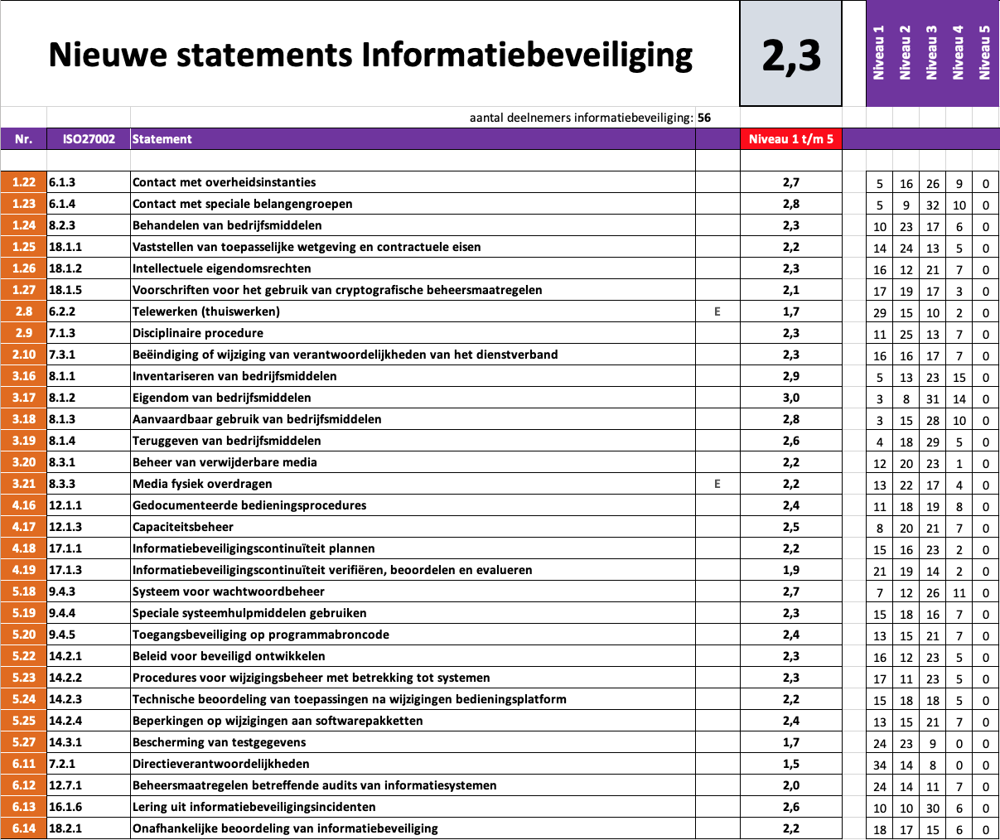 Nieuwe statements Informatiebeveiliging 2,3 Niveau 1 Niveau 2 Niveau 3 Niveau 4 Niveau 5
aantal deelnemers informatiebeveiliging: 56
Nr. ISO27002 Statement Niveau 1 t/m 5
1.22 6.1.3 Contact met overheidsinstanties 2,7 5 16 26 9 0
1.23 6.1.4 Contact met speciale belangengroepen 2,8 5 9 32 10 0
1.24 8.2.3 Behandelen van bedrijfsmiddelen 2,3 10 23 17 6 0
1.25 18.1.1 Vaststellen van toepasselijke wetgeving en contractuele eisen 2,2 14 24 13 5 0
1.26 18.1.2 Intellectuele eigendomsrechten 2,3 16 12 21 7 0
1.27 18.1.5 Voorschriften voor het gebruik van cryptografische beheersmaatregelen 2,1 17 19 17 3 0
2.8 6.2.2 Telewerken (thuiswerken) E 1,7 29 15 10 2 0
2.9 7.1.3 Disciplinaire procedure 2,3 11 25 13 7 0
2.10 7.3.1 Beëindiging of wijziging van verantwoordelijkheden van het dienstverband 2,3 16 16 17 7 0
3.16 8.1.1 Inventariseren van bedrijfsmiddelen 2,9 5 13 23 15 0
3.17 8.1.2 Eigendom van bedrijfsmiddelen 3,0 3 8 31 14 0
3.18 8.1.3 Aanvaardbaar gebruik van bedrijfsmiddelen 2,8 3 15 28 10 0
3.19 8.1.4 Teruggeven van bedrijfsmiddelen 2,6 4 18 29 5 0
3.20 8.3.1 Beheer van verwijderbare media 2,2 12 20 23 1 0
3.21 8.3.3 Media fysiek overdragen E 2,2 13 22 17 4 0
4.16 12.1.1 Gedocumenteerde bedieningsprocedures 2,4 11 18 19 8 0
4.17 12.1.3 Capaciteitsbeheer 2,5 8 20 21 7 0
4.18 17.1.1 Informatiebeveiligingscontinuïteit plannen 2,2 15 16 23 2 0
4.19 17.1.3 Informatiebeveiligingscontinuïteit verifiëren, beoordelen en evalueren 1,9 21 19 14 2 0
5.18 9.4.3 Systeem voor wachtwoordbeheer 2,7 7 12 26 11 0
5.19 9.4.4 Speciale systeemhulpmiddelen gebruiken 2,3 15 18 16 7 0
5.20 9.4.5 Toegangsbeveiliging op programmabroncode 2,4 13 15 21 7 0
5.22 14.2.1 Beleid voor beveiligd ontwikkelen 2,3 16 12 23 5 0
5.23 14.2.2 Procedures voor wijzigingsbeheer met betrekking tot systemen 2,3 17 11 23 5 0
5.24 14.2.3 Technische beoordeling van toepassingen na wijzigingen bedieningsplatform 2,2 15 18 18 5 0
5.25 14.2.4 Beperkingen op wijzigingen aan softwarepakketten 2,4 13 15 21 7 0
5.27 14.3.1 Bescherming van testgegevens 1,7 24 23 9 0 0
6.11 7.2.1 Directieverantwoordelijkheden 1,5 34 14 8 0 0
6.12 12.7.1 Beheersmaatregelen betreffende audits van informatiesystemen 2,0 24 14 11 7 0
6.13 16.1.6 Lering uit informatiebeveiligingsincidenten 2,6 10 10 30 6 0
6.14 18.2.1 Onafhankelijke beoordeling van informatiebeveiliging 2,2 18 17 15 6 0